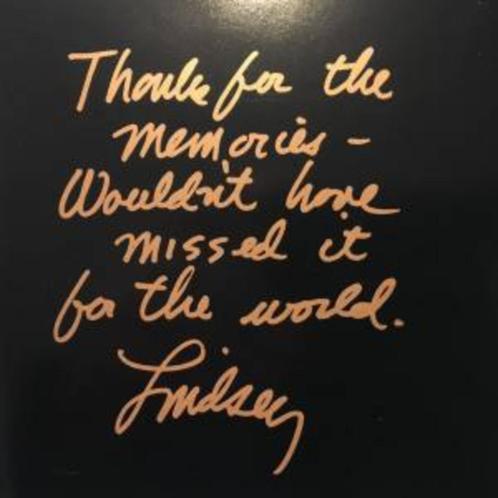 Thanks for the
memories -
Wouldn't have
missed it
for the world.
Lindsey